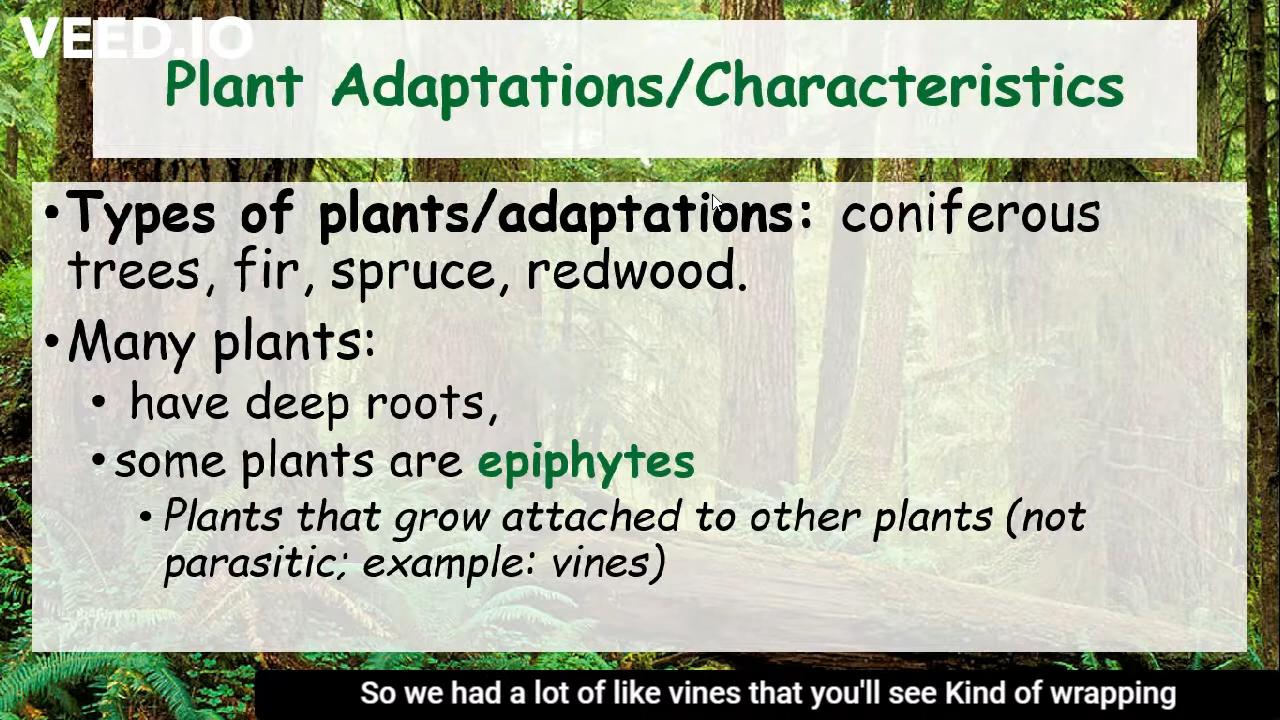 VEED.IO
Plant Adaptations/Characteristics
•Types of plants/adaptations: coniferous
trees, fir, spruce, redwood.
•Many plants:
• have deep roots,
•some plants are epiphytes
•Plants that grow attached to other plants (not
parasitic; example: vines)
So we had a lot of like vines that you'll see Kind of wrapping